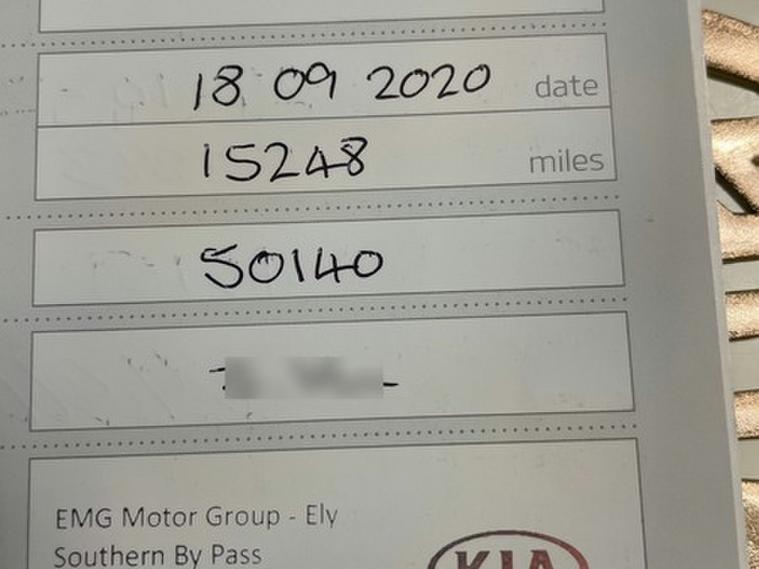 18 09 2020 date
15248 miles
50140
EMG Motor Group - Ely
Southern By Pass
KIA